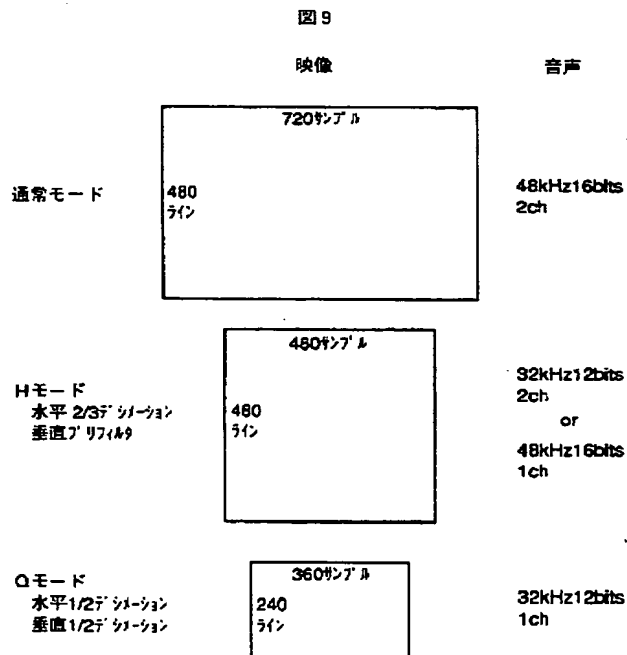 図9
映像 音声
720サンプル
通常モード
480
ライン
48kHz16bits
2ch
480サンプル
Hモード
水平 2/3デシメーション
垂直プリフィルタ
480
ライン
32kHz12bits
2ch
or
48kHz16bits
1ch
360サンプル
Qモード
水平1/2デシメーション
垂直1/2デシメーション
240
ライン
32kHz12bits
1ch